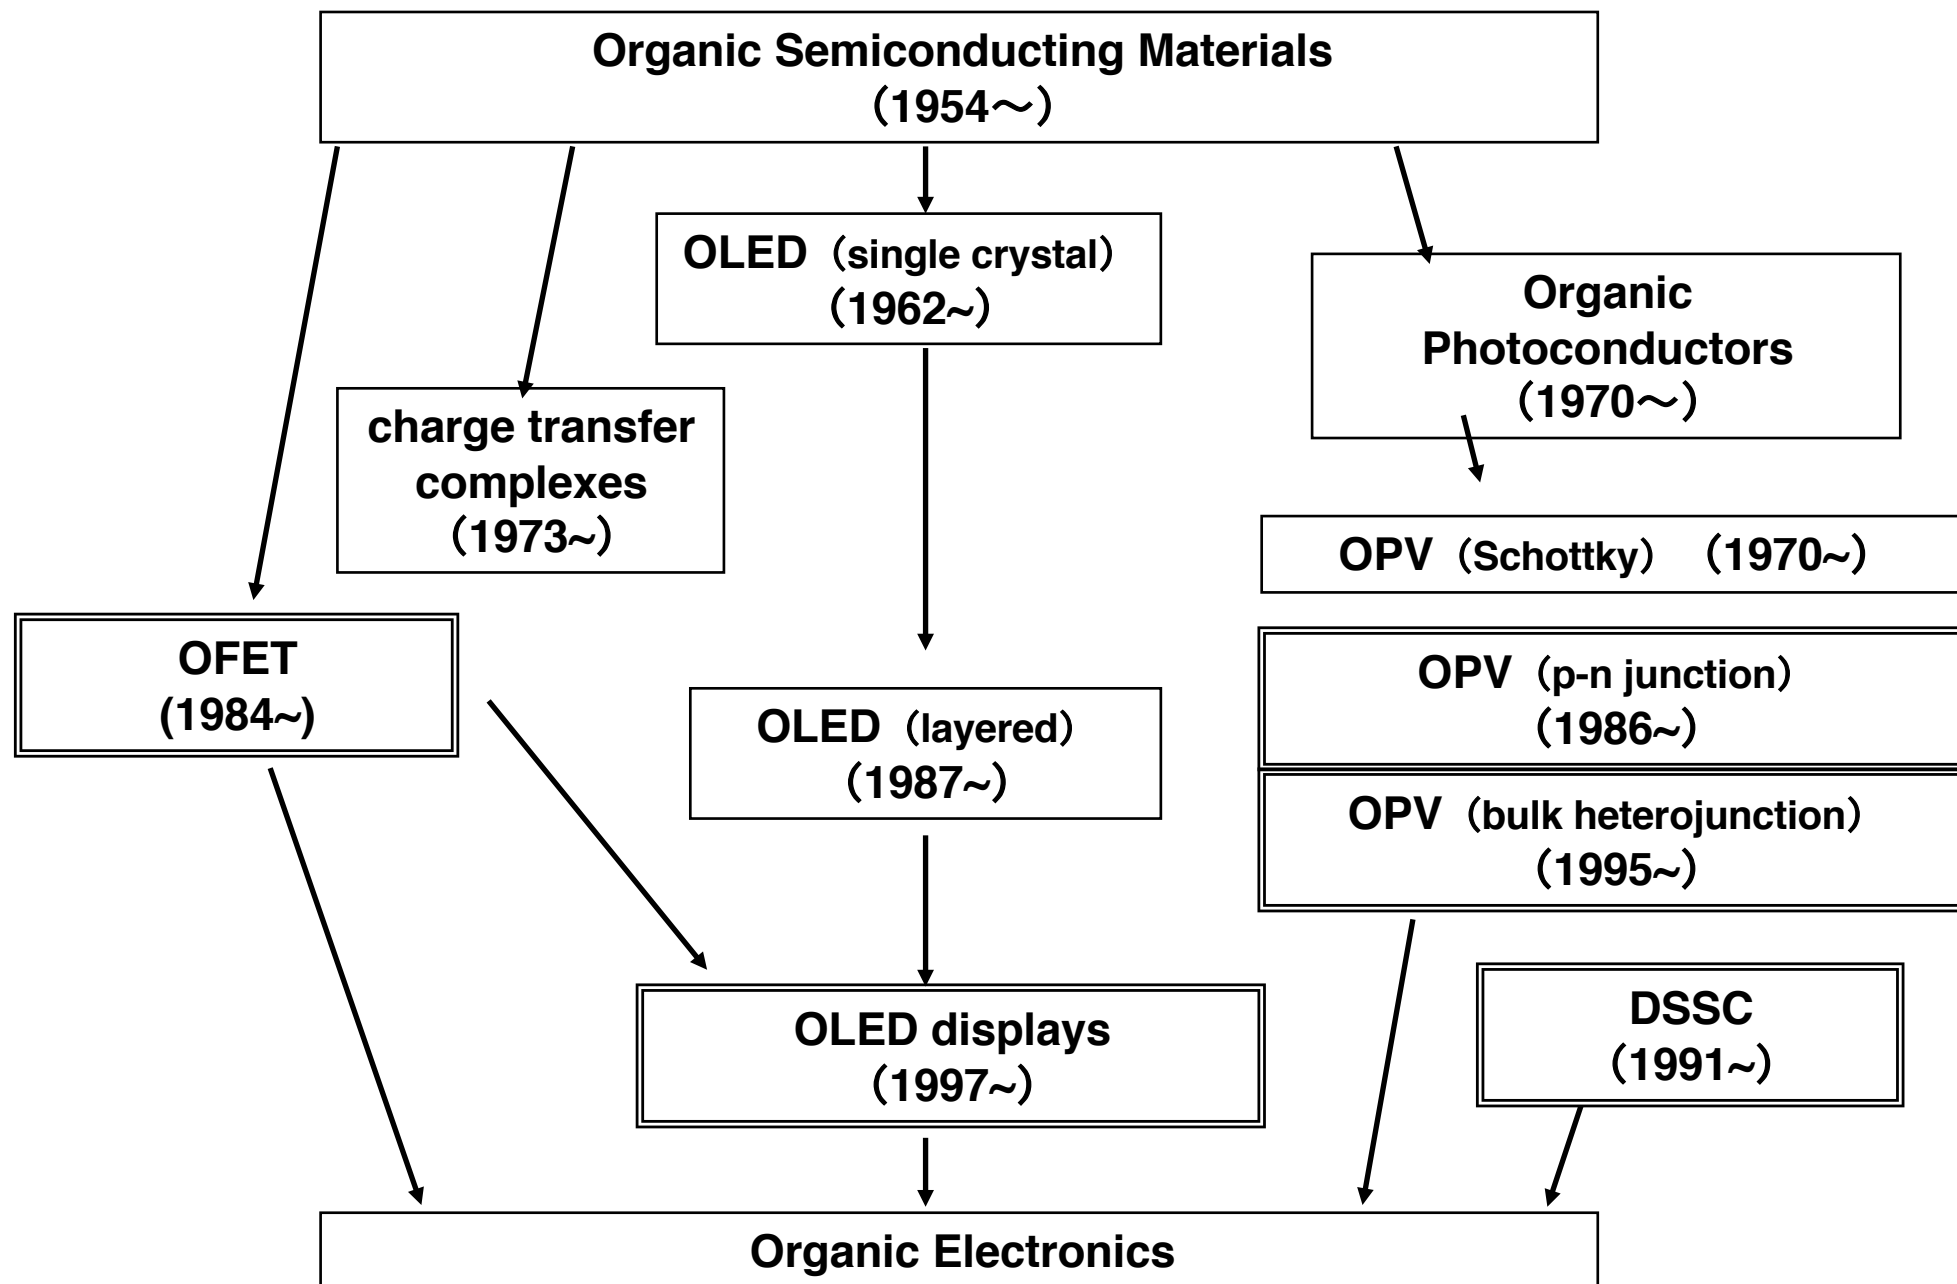 Organic Semiconducting Materials
（1954〜）
OLED（single crystal）
（1962~）
Organic
Photoconductors
（1970〜）
charge transfer
complexes
（1973~）
OPV（Schottky）　（1970~）
OFET
(1984~)
OPV（p-n junction）
（1986~）
OLED（layered）
（1987~）
OPV（bulk heterojunction）
（1995~）
DSSC
（1991~）
OLED displays
（1997~）
Organic Electronics